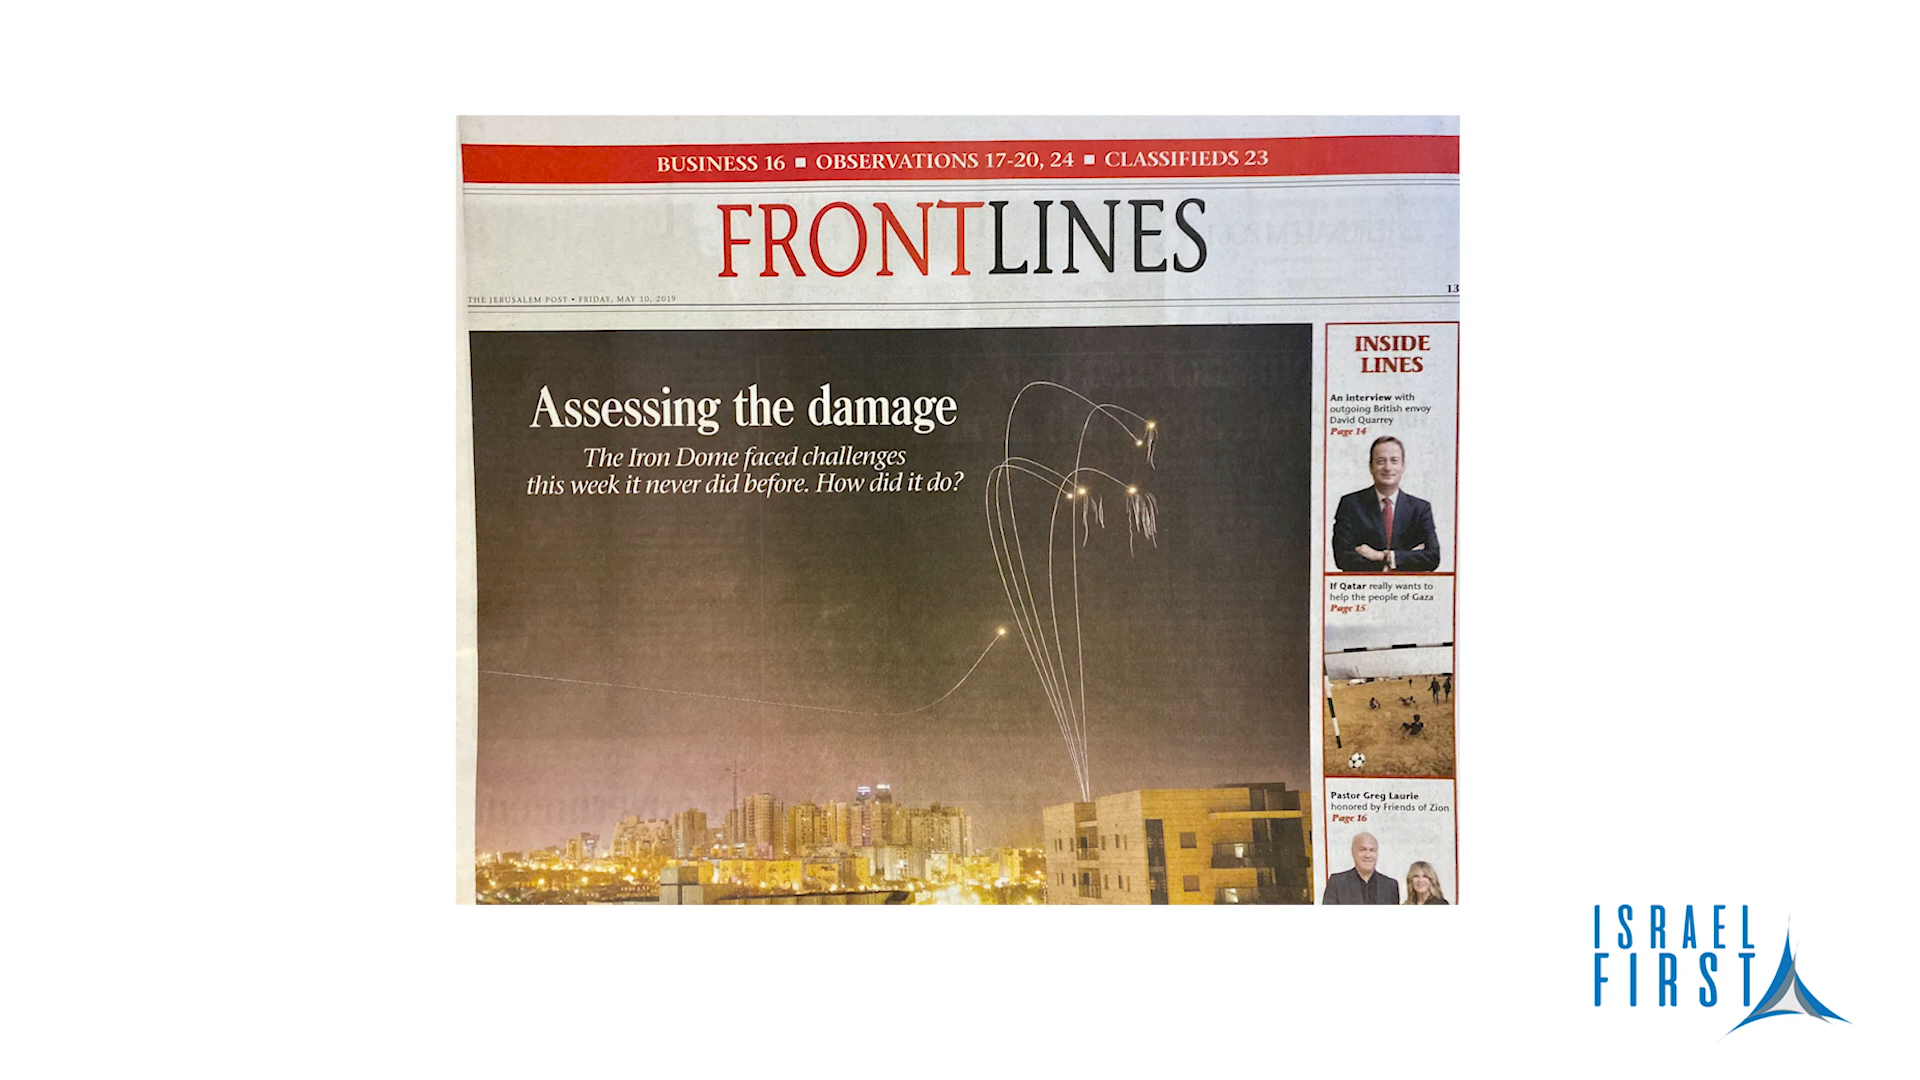 BUSINESS 16 ■ OBSERVATIONS 17-20, 24 ■ CLASSIFIEDS 23
FRONTLINES
THE JERUSALEM POST • FRIDAY, MAY 10, 2019
13
Assessing the damage
The Iron Dome faced challenges
this week it never did before. How did it do?
INSIDE
LINES
An interview with
outgoing British envoy
David Quarrey
Page 14
If Qatar really wants to
help the people of Gaza
Page 15
Pastor Greg Laurie
honored by Friends of Zion
Page 16
ISRAEL
FIRST